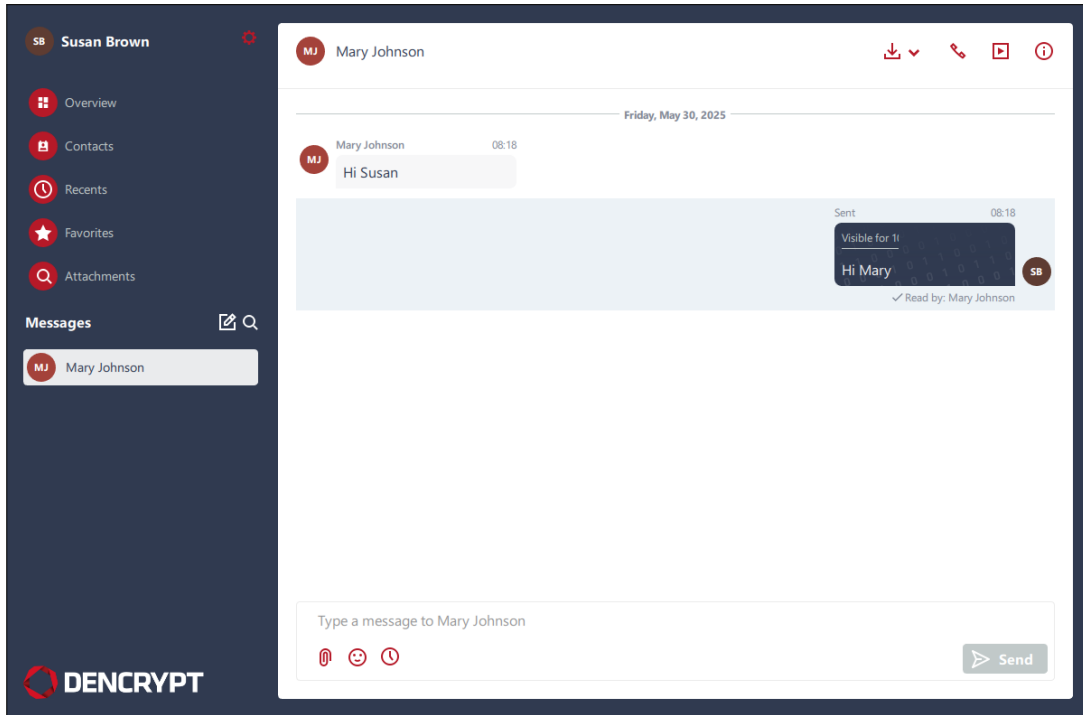 SB Susan Brown
Overview
Contacts
Recents
Favorites
Attachments
Messages
MJ Mary Johnson
DENCRYPT
MJ Mary Johnson
Friday, May 30, 2025
Mary Johnson 08:18
MJ Hi Susan
Sent 08:18
Visible for
Hi Mary
SB
Read by: Mary Johnson
Type a message to Mary Johnson
Send